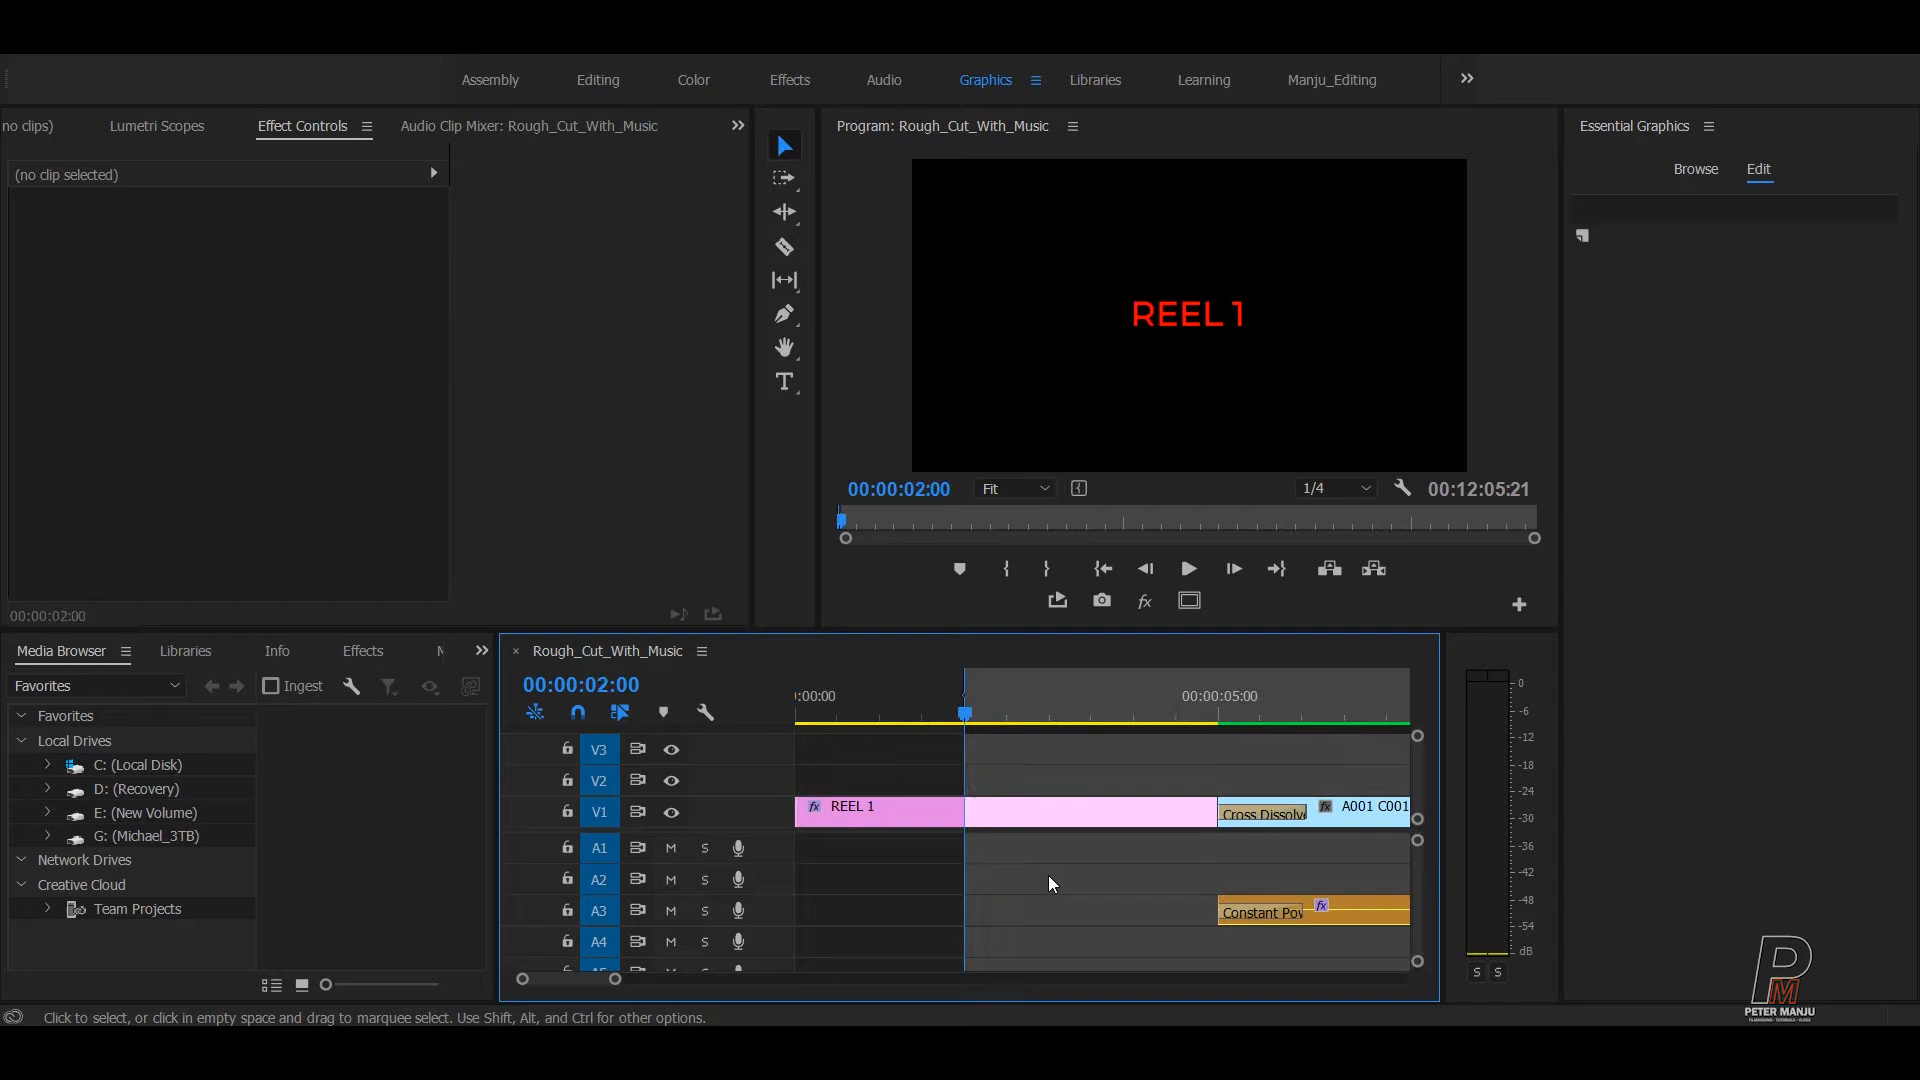 Assembly Editing Color Effects Audio Graphics Libraries Learning Manju_Editing
no clips) Lumetri Scopes Effect Controls Audio Clip Mixer: Rough_Cut_With_Music
Program: Rough_Cut_With_Music
Essential Graphics
Browse Edit
(no clip selected)
REEL 1
00:00:02:00 Fit 1/4 00:12:05:21
00:00:02:00
Media Browser Libraries Info Effects
Favorites Ingest
Favorites
Local Drives
C: (Local Disk)
D: (Recovery)
E: (New Volume)
G: (Michael_3TB)
Network Drives
Creative Cloud
Team Projects
Rough_Cut_With_Music
00:00:02:00
:00:00 00:00:05:00
V3
V2
V1 fx REEL 1 Cross Dissolv fx A001 C001
A1 M S
A2 M S
A3 M S Constant Pov fx
A4 M S
0
-6
-12
-18
-24
-30
-36
-42
-48
-54
dB
S S
Click to select, or click in empty space and drag to marquee select. Use Shift, Alt, and Ctrl for other options.
PM
PETER MANJU